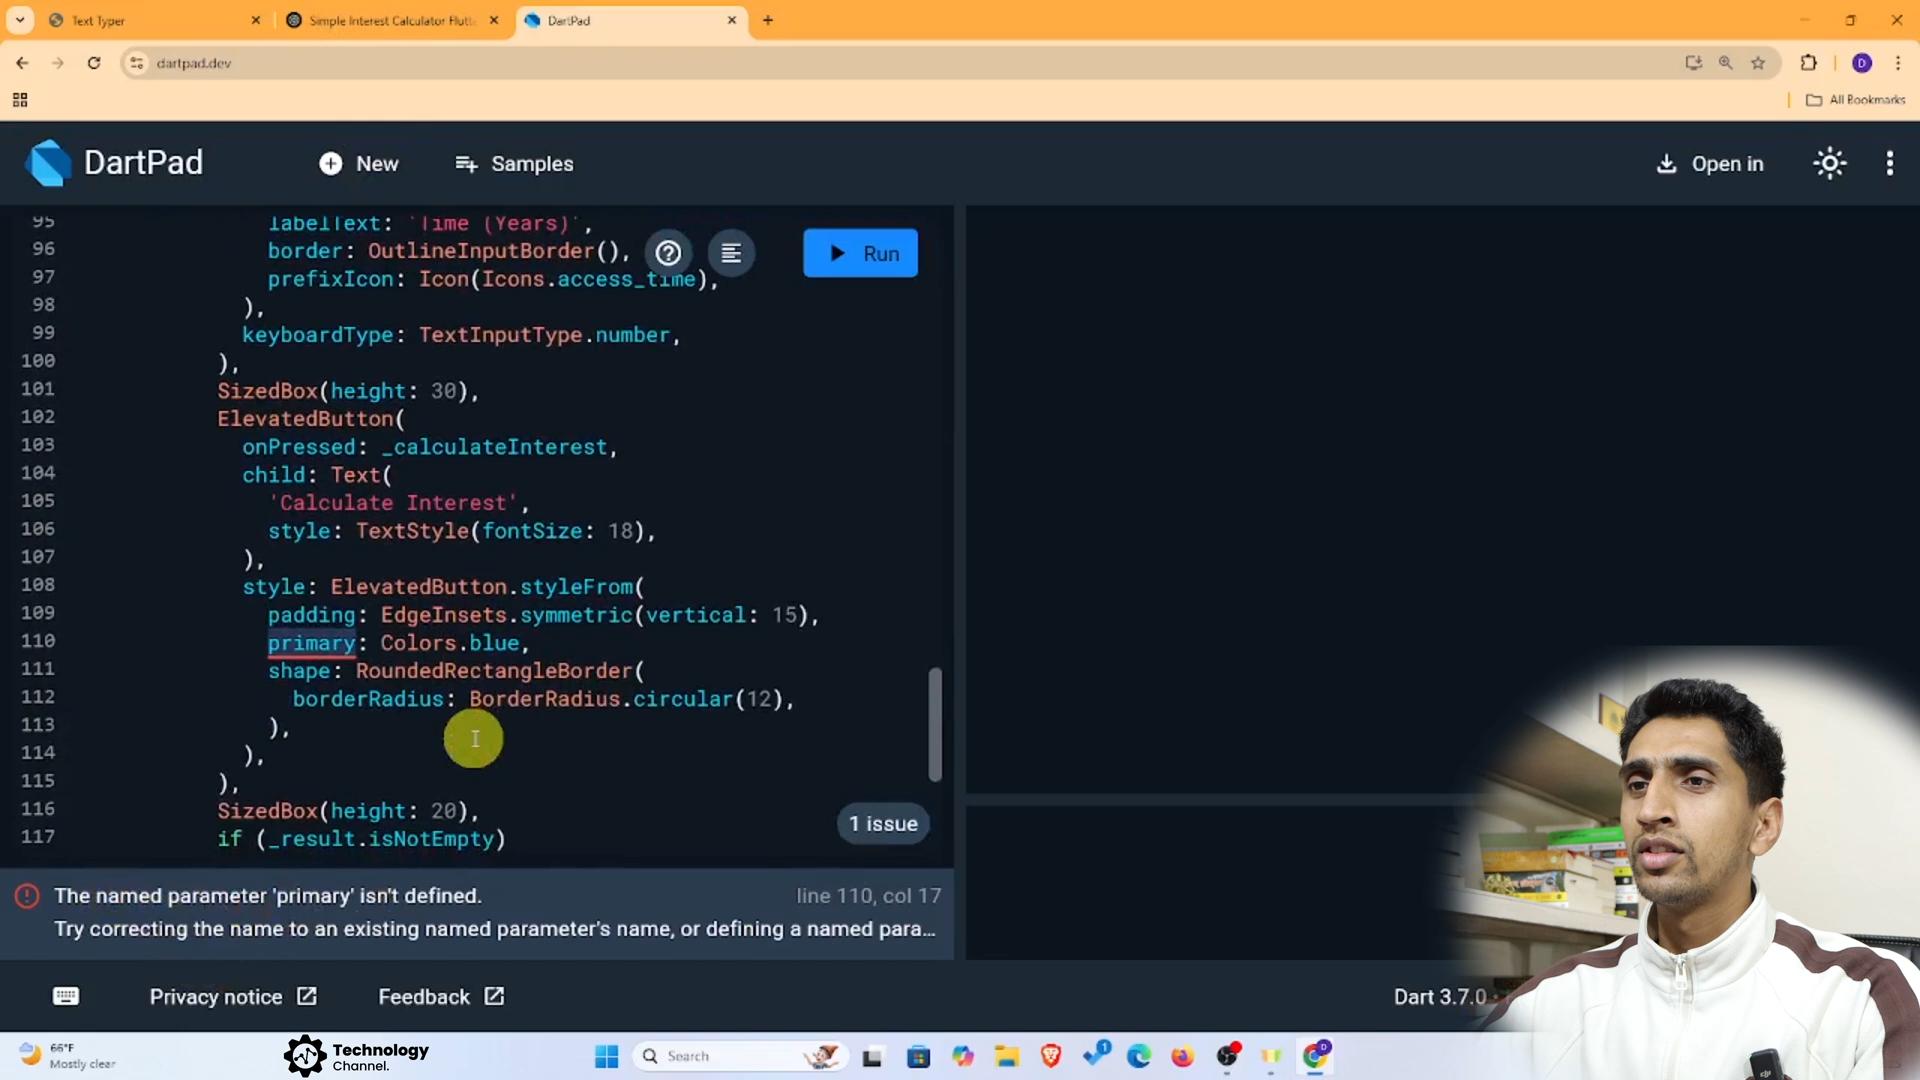 Text Typer
Simple Interest Calculator Flutt
DartPad
dartpad.dev
D
All Bookmarks
DartPad
New
Samples
Open in
Run
95 labelText: 'Time (Years)',
96 border: OutlineInputBorder(),
97 prefixIcon: Icon(Icons.access_time),
98 ),
99 keyboardType: TextInputType.number,
100 ),
101 SizedBox(height: 30),
102 ElevatedButton(
103 onPressed: _calculateInterest,
104 child: Text(
105 'Calculate Interest',
106 style: TextStyle(fontSize: 18),
107 ),
108 style: ElevatedButton.styleFrom(
109 padding: EdgeInsets.symmetric(vertical: 15),
110 primary: Colors.blue,
111 shape: RoundedRectangleBorder(
112 borderRadius: BorderRadius.circular(12),
113 ),
114 ),
115 ),
116 SizedBox(height: 20),
117 if (_result.isNotEmpty)
1 issue
The named parameter 'primary' isn't defined.
line 110, col 17
Try correcting the name to an existing named parameter's name, or defining a named para...
Privacy notice
Feedback
Dart 3.7.0
66°F
Mostly clear
Technology
Channel.
Search
1
D